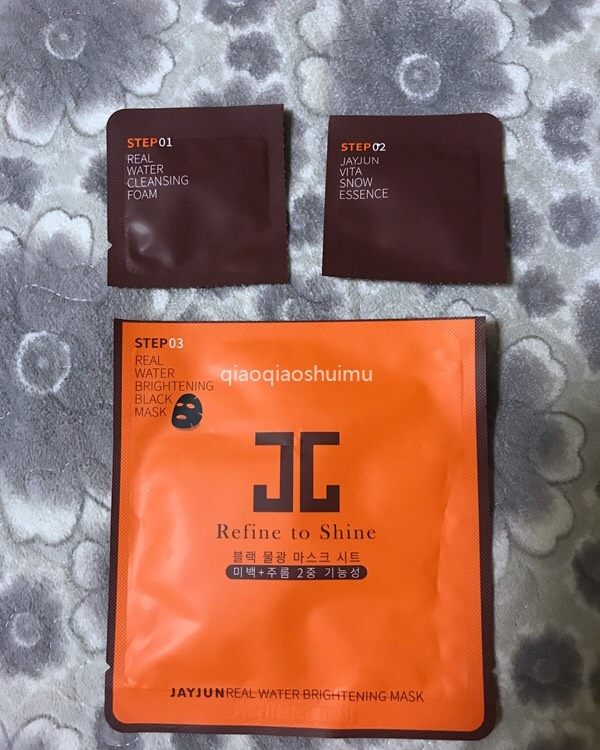 STEP01
REAL
WATER
CLEANSING
FOAM
STEP02
JAYJUN
VITA
SNOW
ESSENCE
STEP03
REAL
WATER
BRIGHTENING
BLACK
MASK
qiaoqiaoshuimu
Refine to Shine
블랙 물광 마스크 시트
미백+주름 2중 기능성
JAYJUN REAL WATER BRIGHTENING MASK